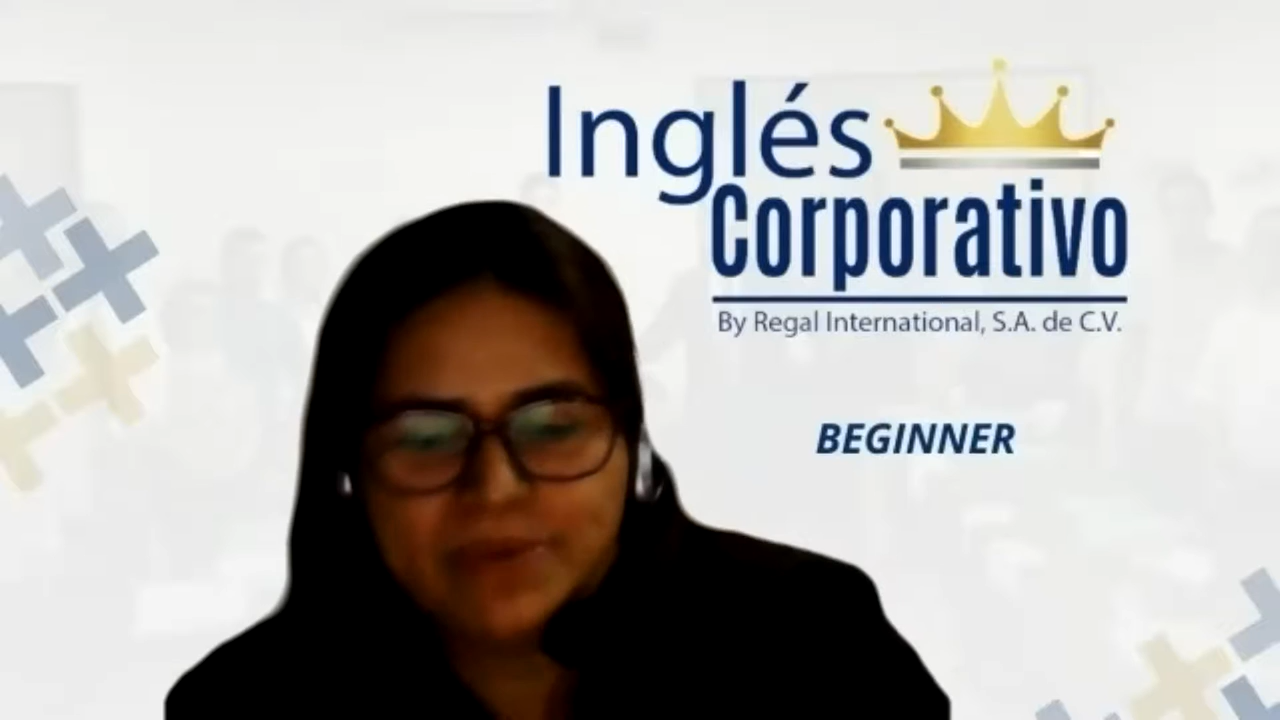 Inglés
Corporativo
By Regal International, S.A. de C.V.
BEGINNER